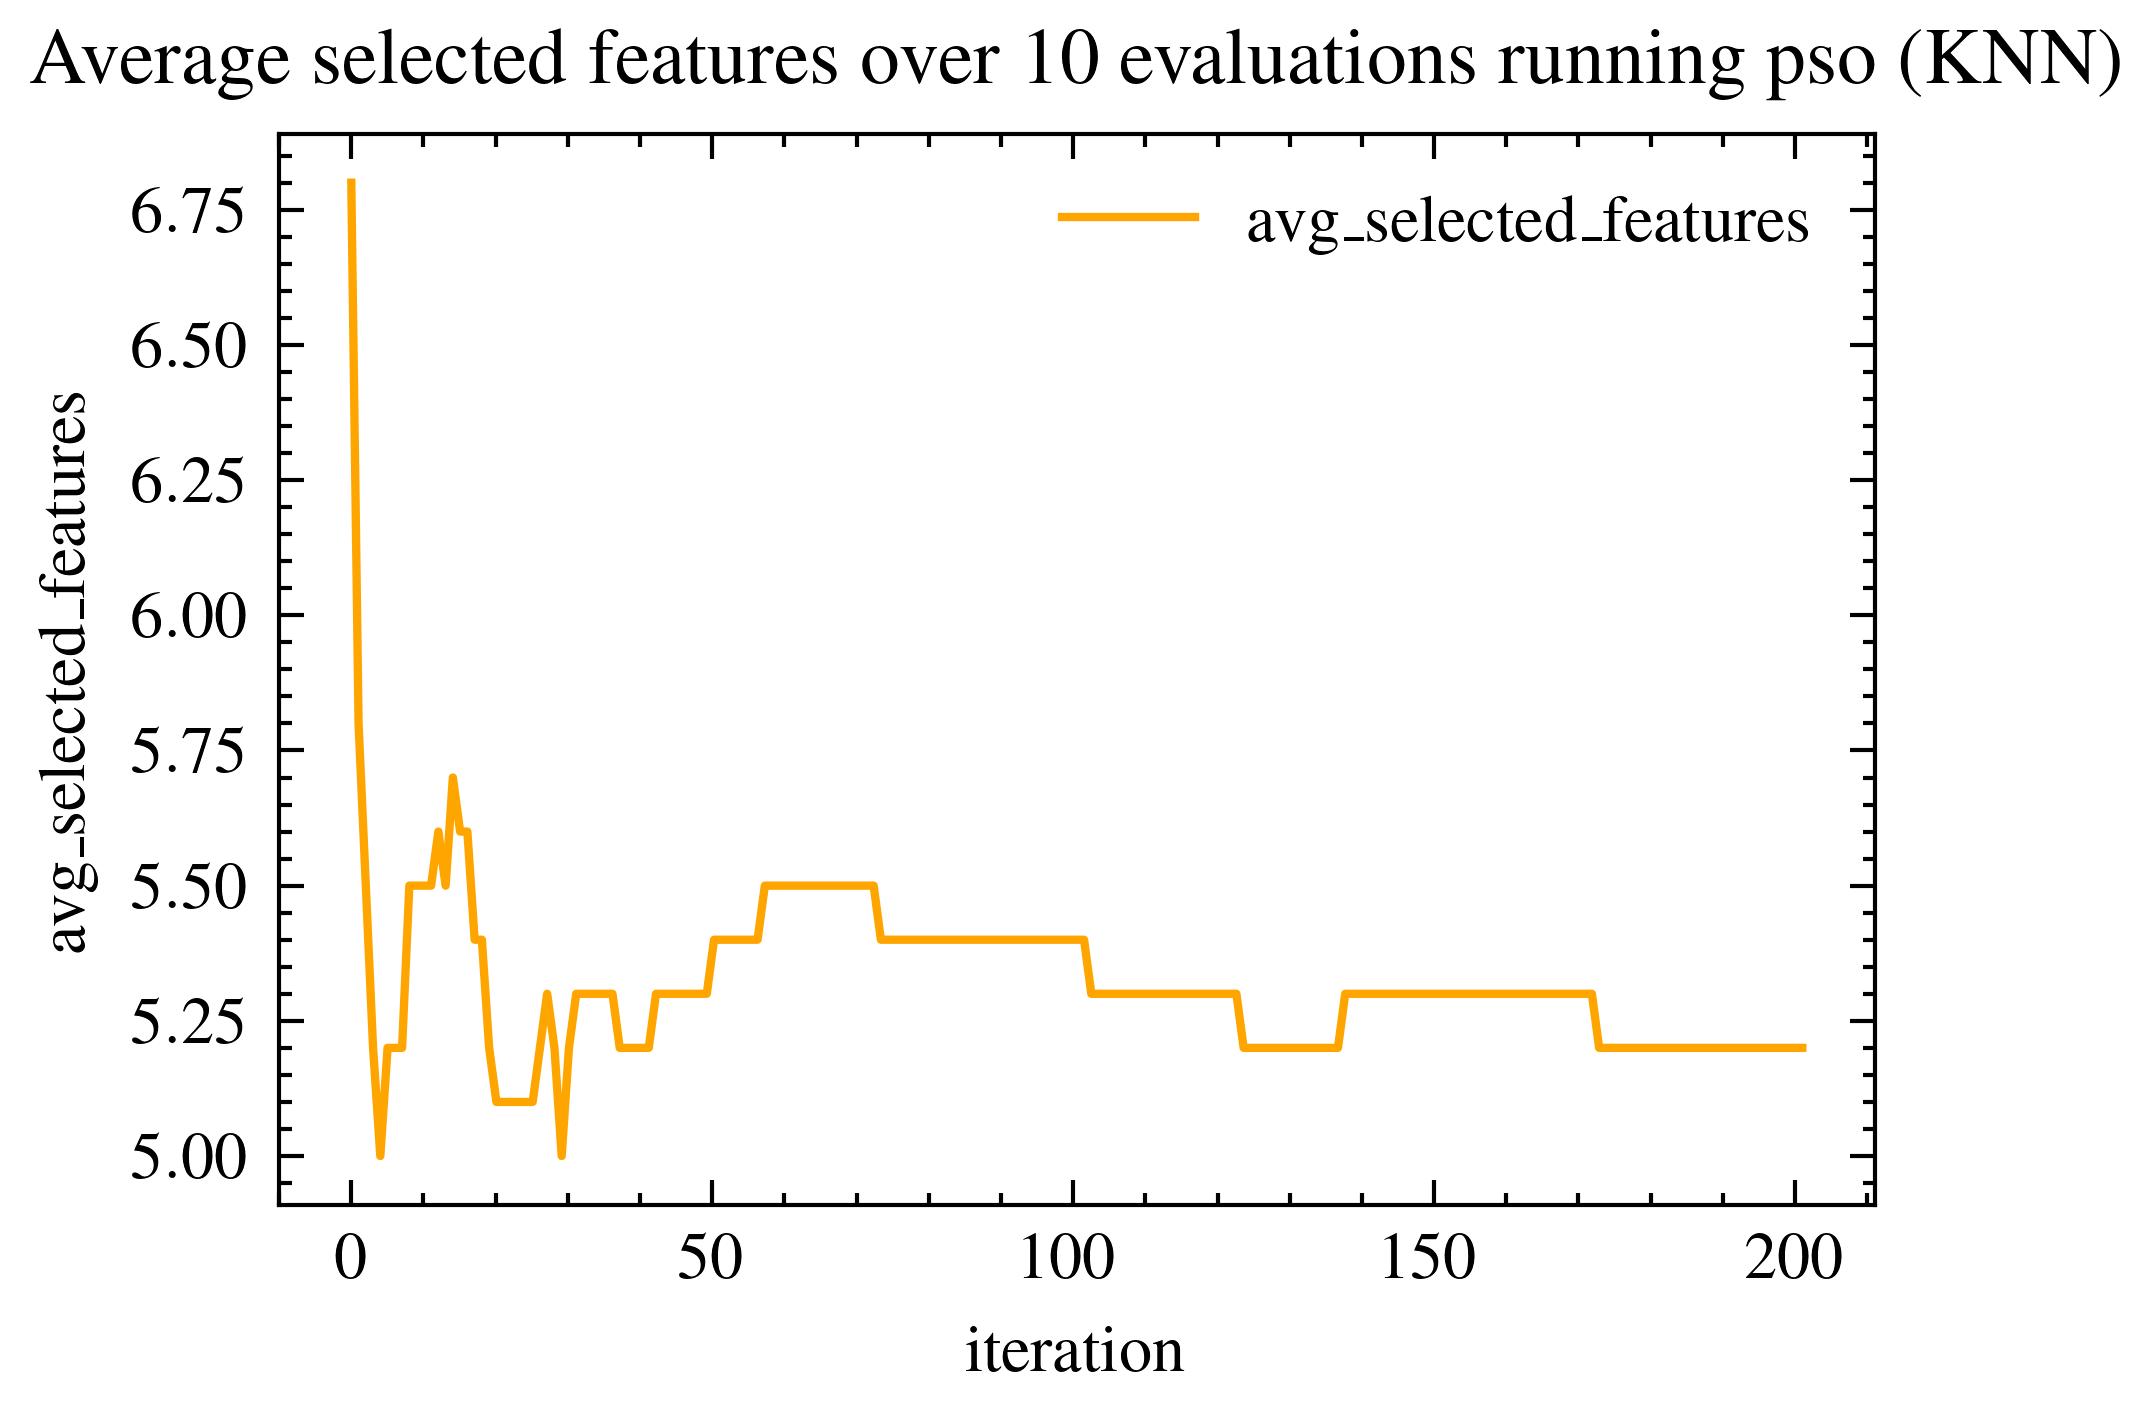 Average selected features over 10 evaluations running pso (KNN)
avg_selected_features
6.75
6.50
6.25
6.00
5.75
5.50
5.25
5.00
avg_selected_features
0 50 100 150 200
iteration